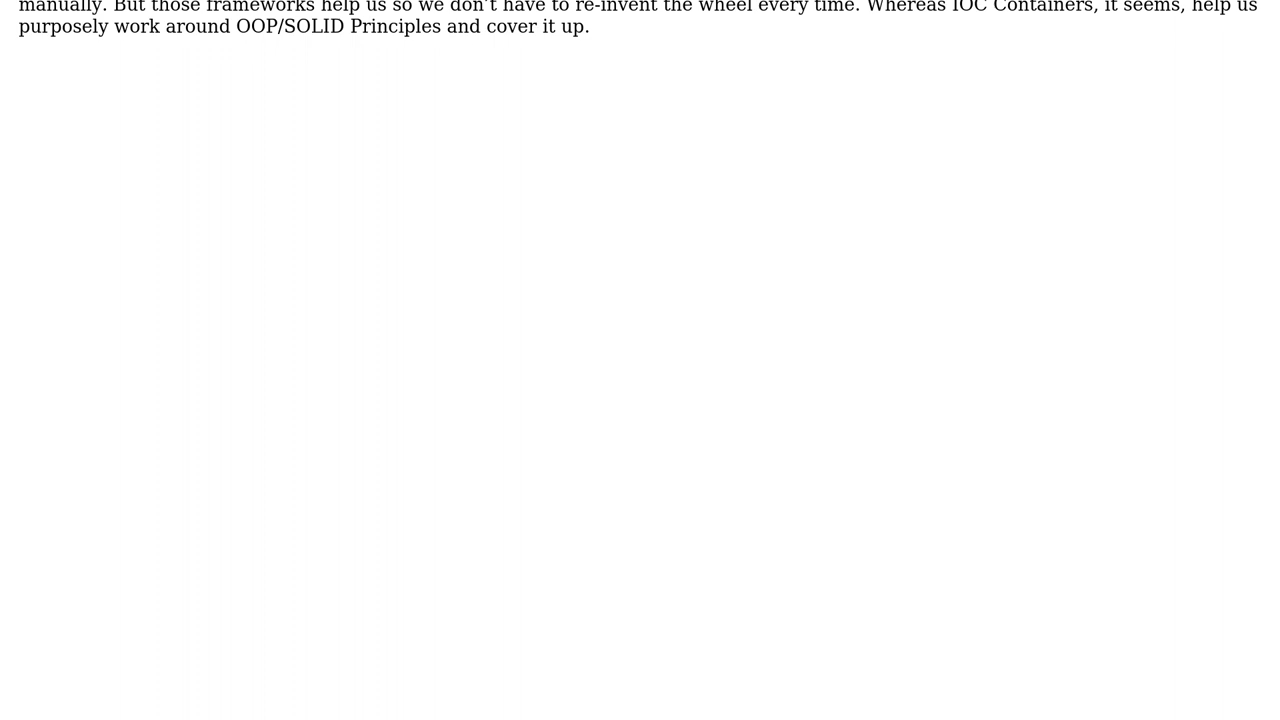 manually. But those frameworks help us so we don't have to re-invent the wheel every time. Whereas IOC Containers, it seems, help us
purposely work around OOP/SOLID Principles and cover it up.